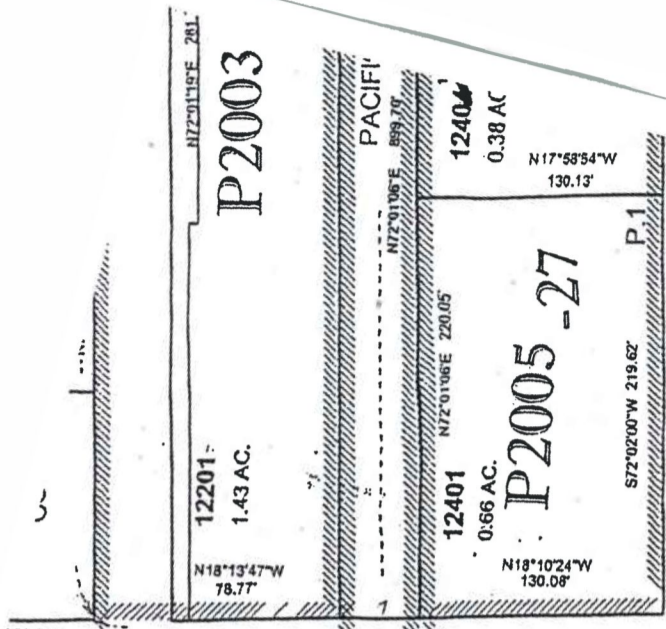 N72°01'19"E 281.
P2003
12201
1.43 AC.
N18°13'47"W
78.77'
PACIFI
N72°01'06"E 899.70'
1240
0.38 AC
N17°58'54"W
130.13'
N72°01'06"E 220.05'
12401
0.66 AC.
P2005 -27
P.1
S72°02'00"W 219.62'
N18°10'24"W
130.08'